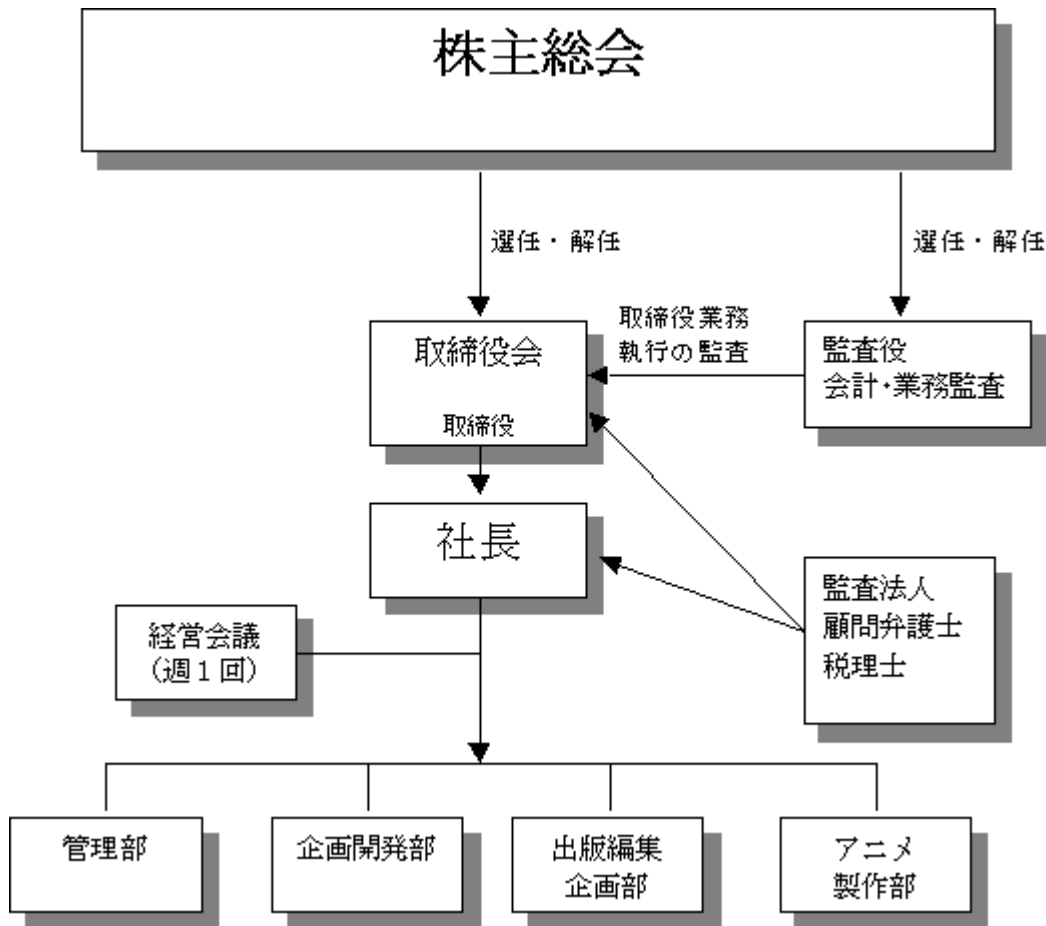 株主総会
選任・解任
選任・解任
取締役会
取締役
取締役業務
執行の監査
監査役
会計・業務監査
社長
監査法人
顧問弁護士
税理士
経営会議
（週１回）
管理部
企画開発部
出版編集
企画部
アニメ
製作部